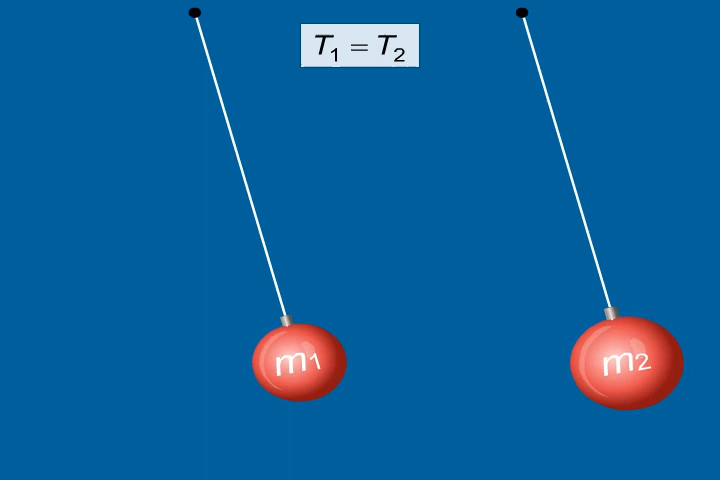 T₁ = T₂
m1
m2